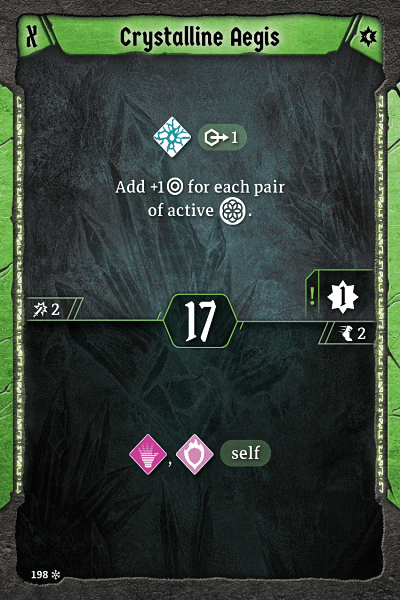 X Crystalline Aegis
1
Add +1 for each pair
of active .
! 1
2
17
2
, self
198